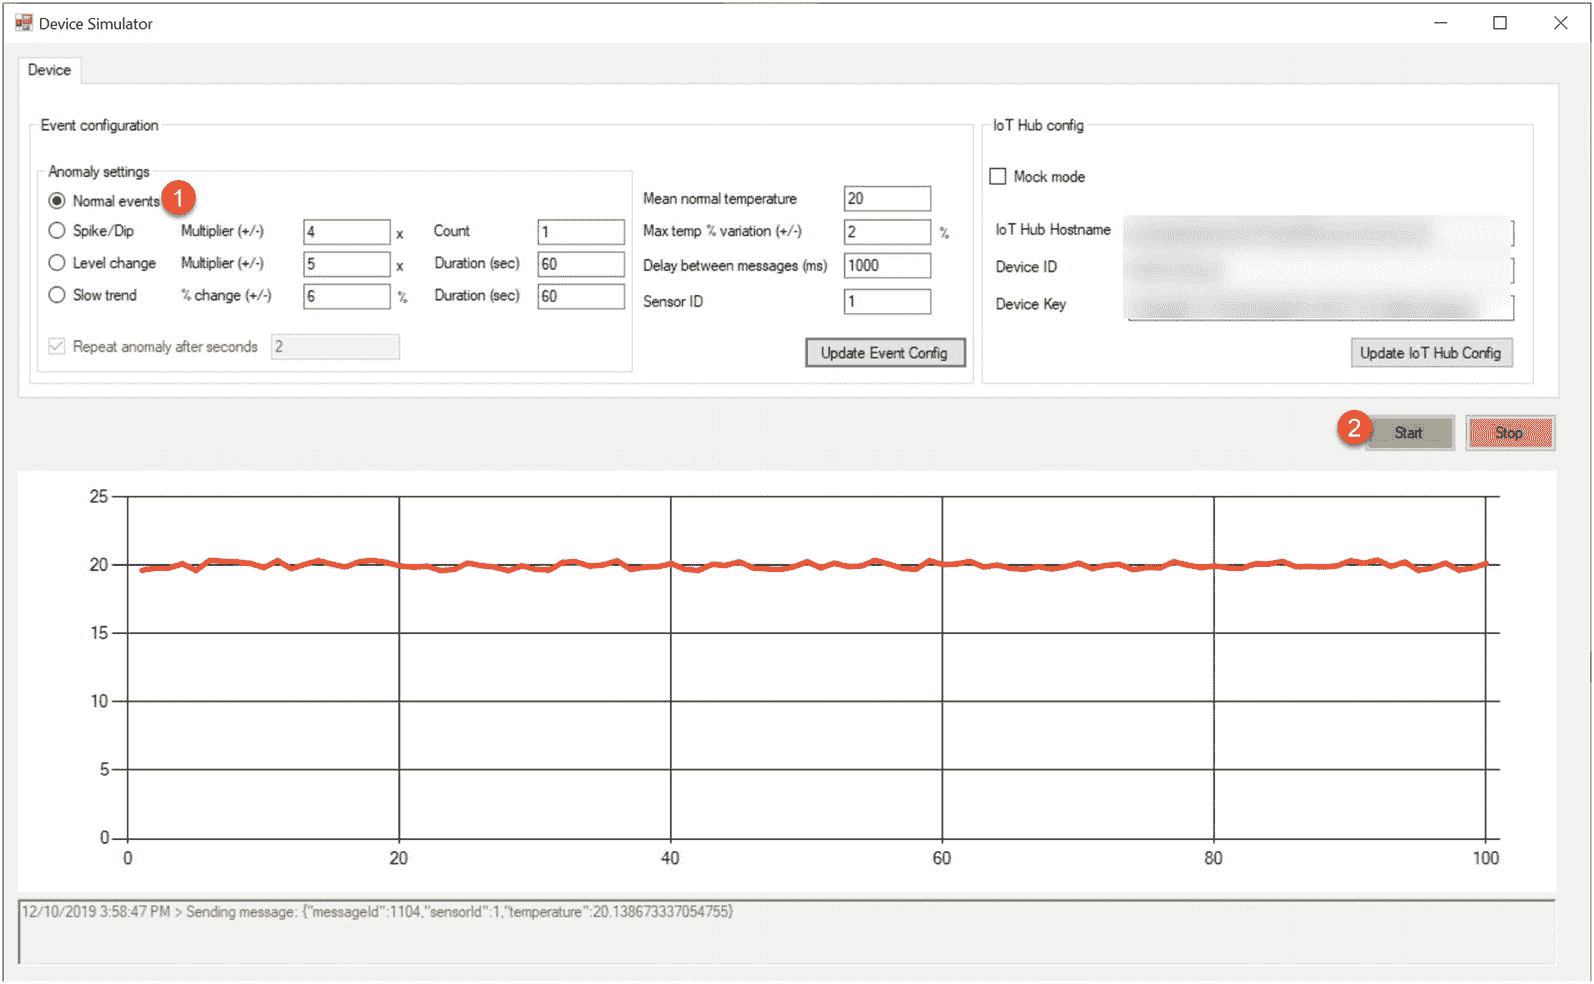 Device Simulator
Device
Event configuration
Anomaly settings
Normal events 1
Spike/Dip Multiplier (+/-) 4 x Count 1
Level change Multiplier (+/-) 5 x Duration (sec) 60
Slow trend % change (+/-) 6 % Duration (sec) 60
Repeat anomaly after seconds 2
Mean normal temperature 20
Max temp % variation (+/-) 2 %
Delay between messages (ms) 1000
Sensor ID 1
Update Event Config
IoT Hub config
Mock mode
IoT Hub Hostname
Device ID
Device Key
Update IoT Hub Config
2 Start Stop
25
20
15
10
5
0
0 20 40 60 80 100
12/10/2019 3:58:47 PM > Sending message: {"messageId":1104,"sensorId":1,"temperature":20.138673337054755}